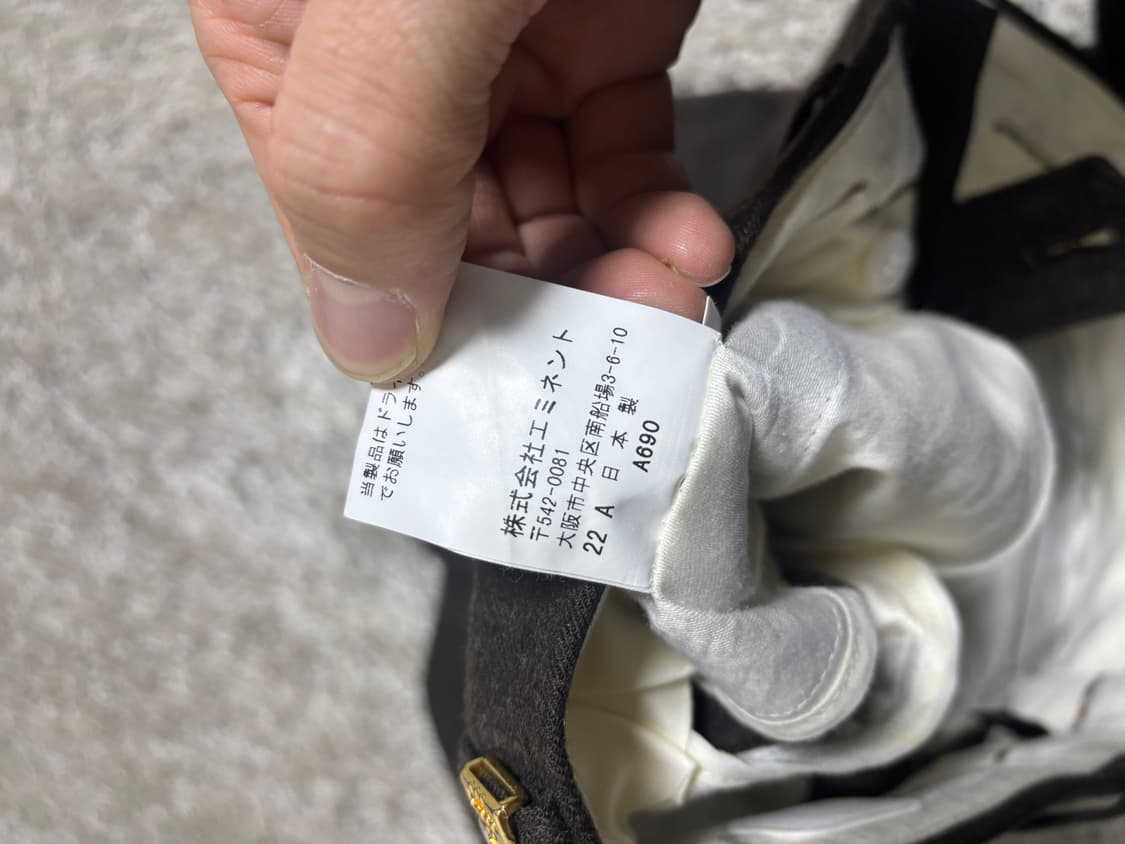 当製品はドラ
でお願いします。
株式会社エミネント
〒542-0081
大阪市中央区南船場3-6-10
22 A 日 本 製
A690